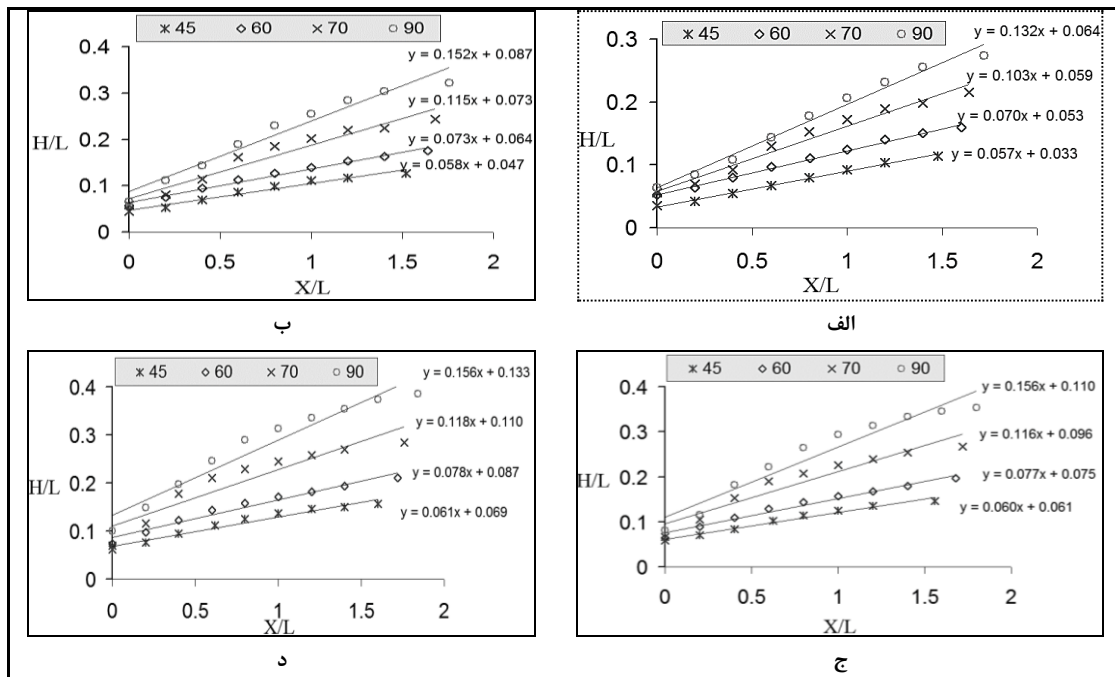 45 60 70 90
0.4
0.3
0.2
0.1
0
H/L
y = 0.152x + 0.087
y = 0.115x + 0.073
y = 0.073x + 0.064
y = 0.058x + 0.047
0 0.5 1 1.5 2
X/L
ب
45 60 70 90
0.3
0.2
0.1
0
H/L
y = 0.132x + 0.064
y = 0.103x + 0.059
y = 0.070x + 0.053
y = 0.057x + 0.033
0 0.5 1 1.5 2
X/L
الف
45 60 70 90
0.4
0.3
0.2
0.1
0
H/L
y = 0.156x + 0.133
y = 0.118x + 0.110
y = 0.078x + 0.087
y = 0.061x + 0.069
0 0.5 1 1.5 2
X/L
د
45 60 70 90
0.4
0.3
0.2
0.1
0
H/L
y = 0.156x + 0.110
y = 0.116x + 0.096
y = 0.077x + 0.075
y = 0.060x + 0.061
0 0.5 1 1.5 2
X/L
ج